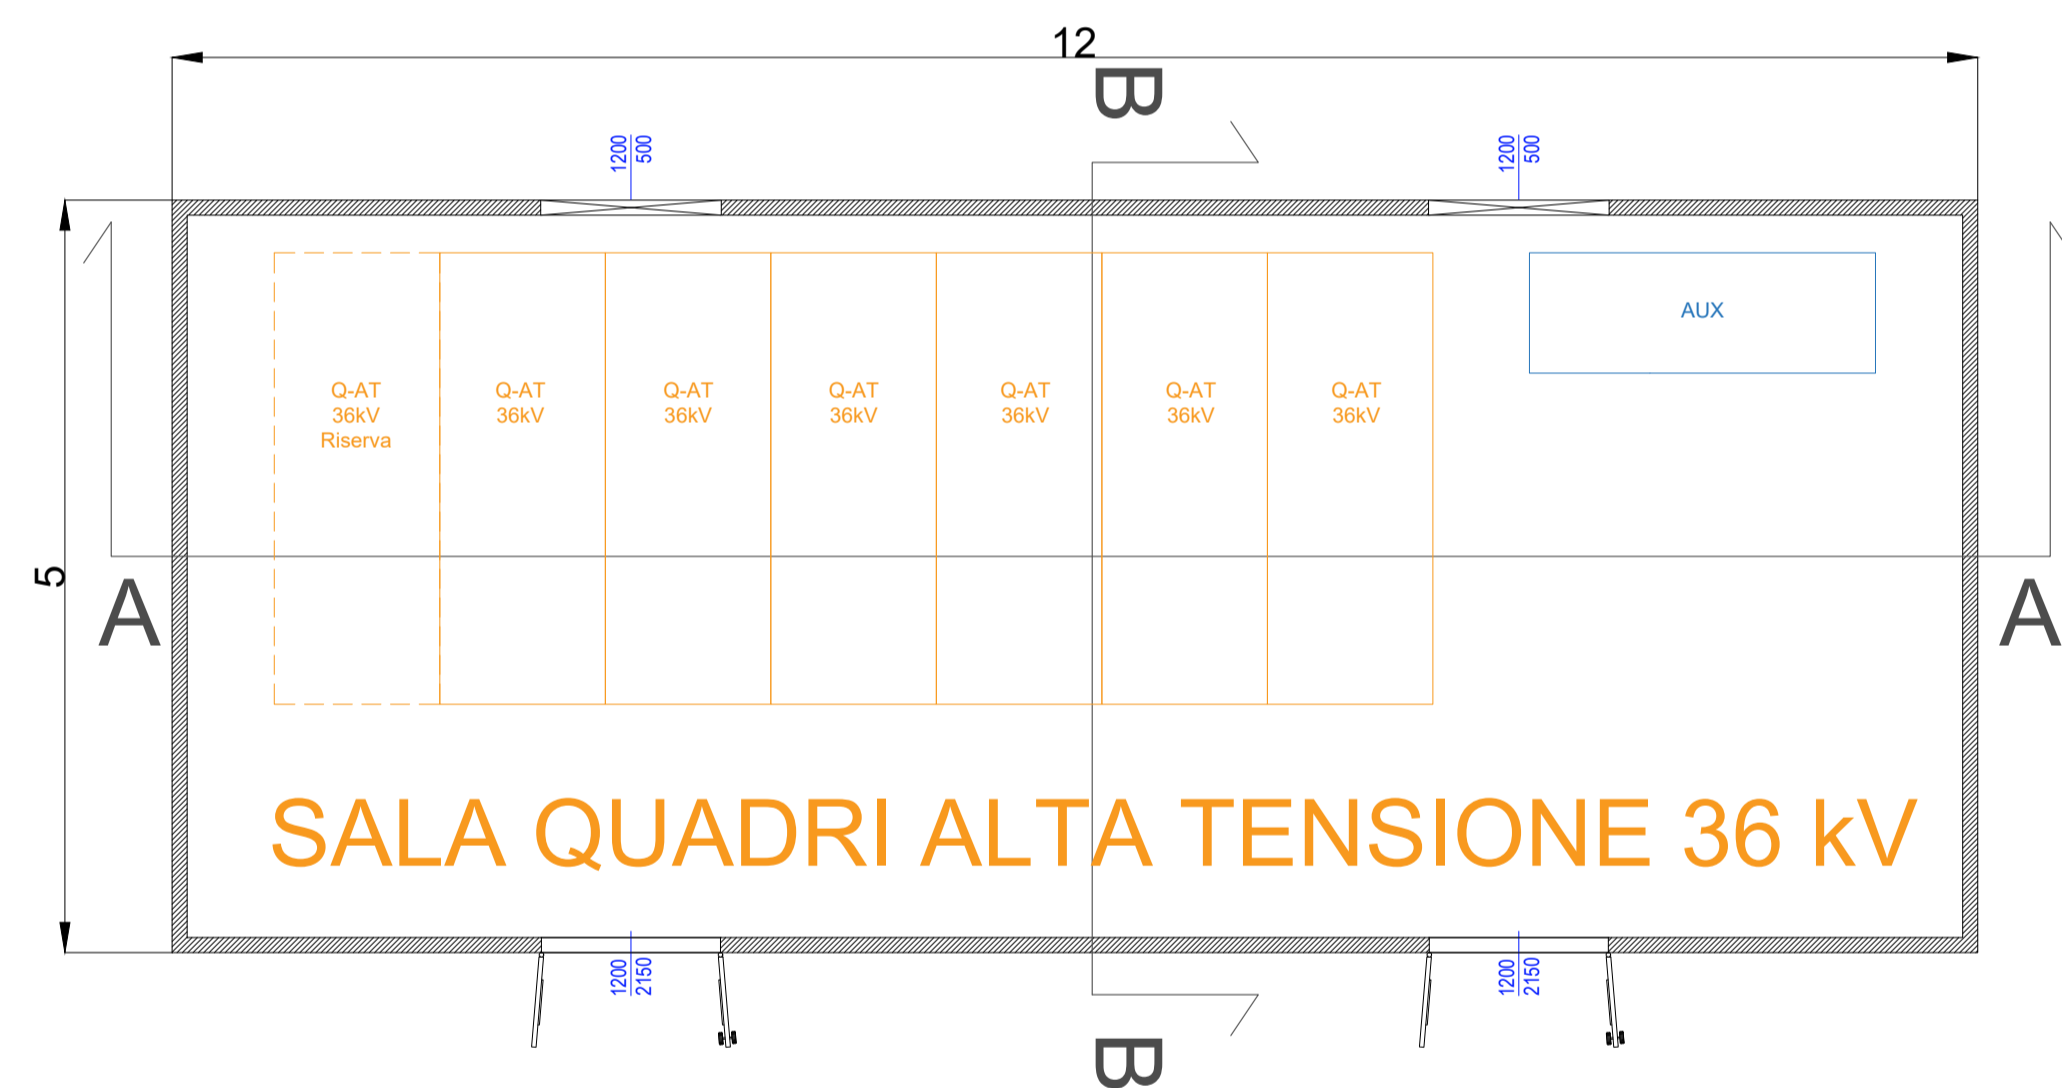 12
B
1200
500
1200
500
AUX
Q-AT
36kV
Riserva
Q-AT
36kV
Q-AT
36kV
Q-AT
36kV
Q-AT
36kV
Q-AT
36kV
Q-AT
36kV
5
A
A
SALA QUADRI ALTA TENSIONE 36 kV
1200
2150
1200
2150
B